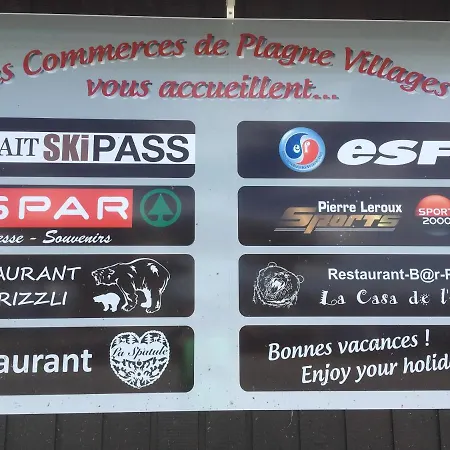 es Commerces de Plagne Villages
vous accueillent...
AIT SKiPASS
esf
SPAR
esse - Souvenirs
Pierre Leroux
Sports
SPORT
2000
AURANT
RIZZLI
Restaurant-B@r-P
La Casa de l'
aurant
La Spatule
Bonnes vacances !
Enjoy your holid